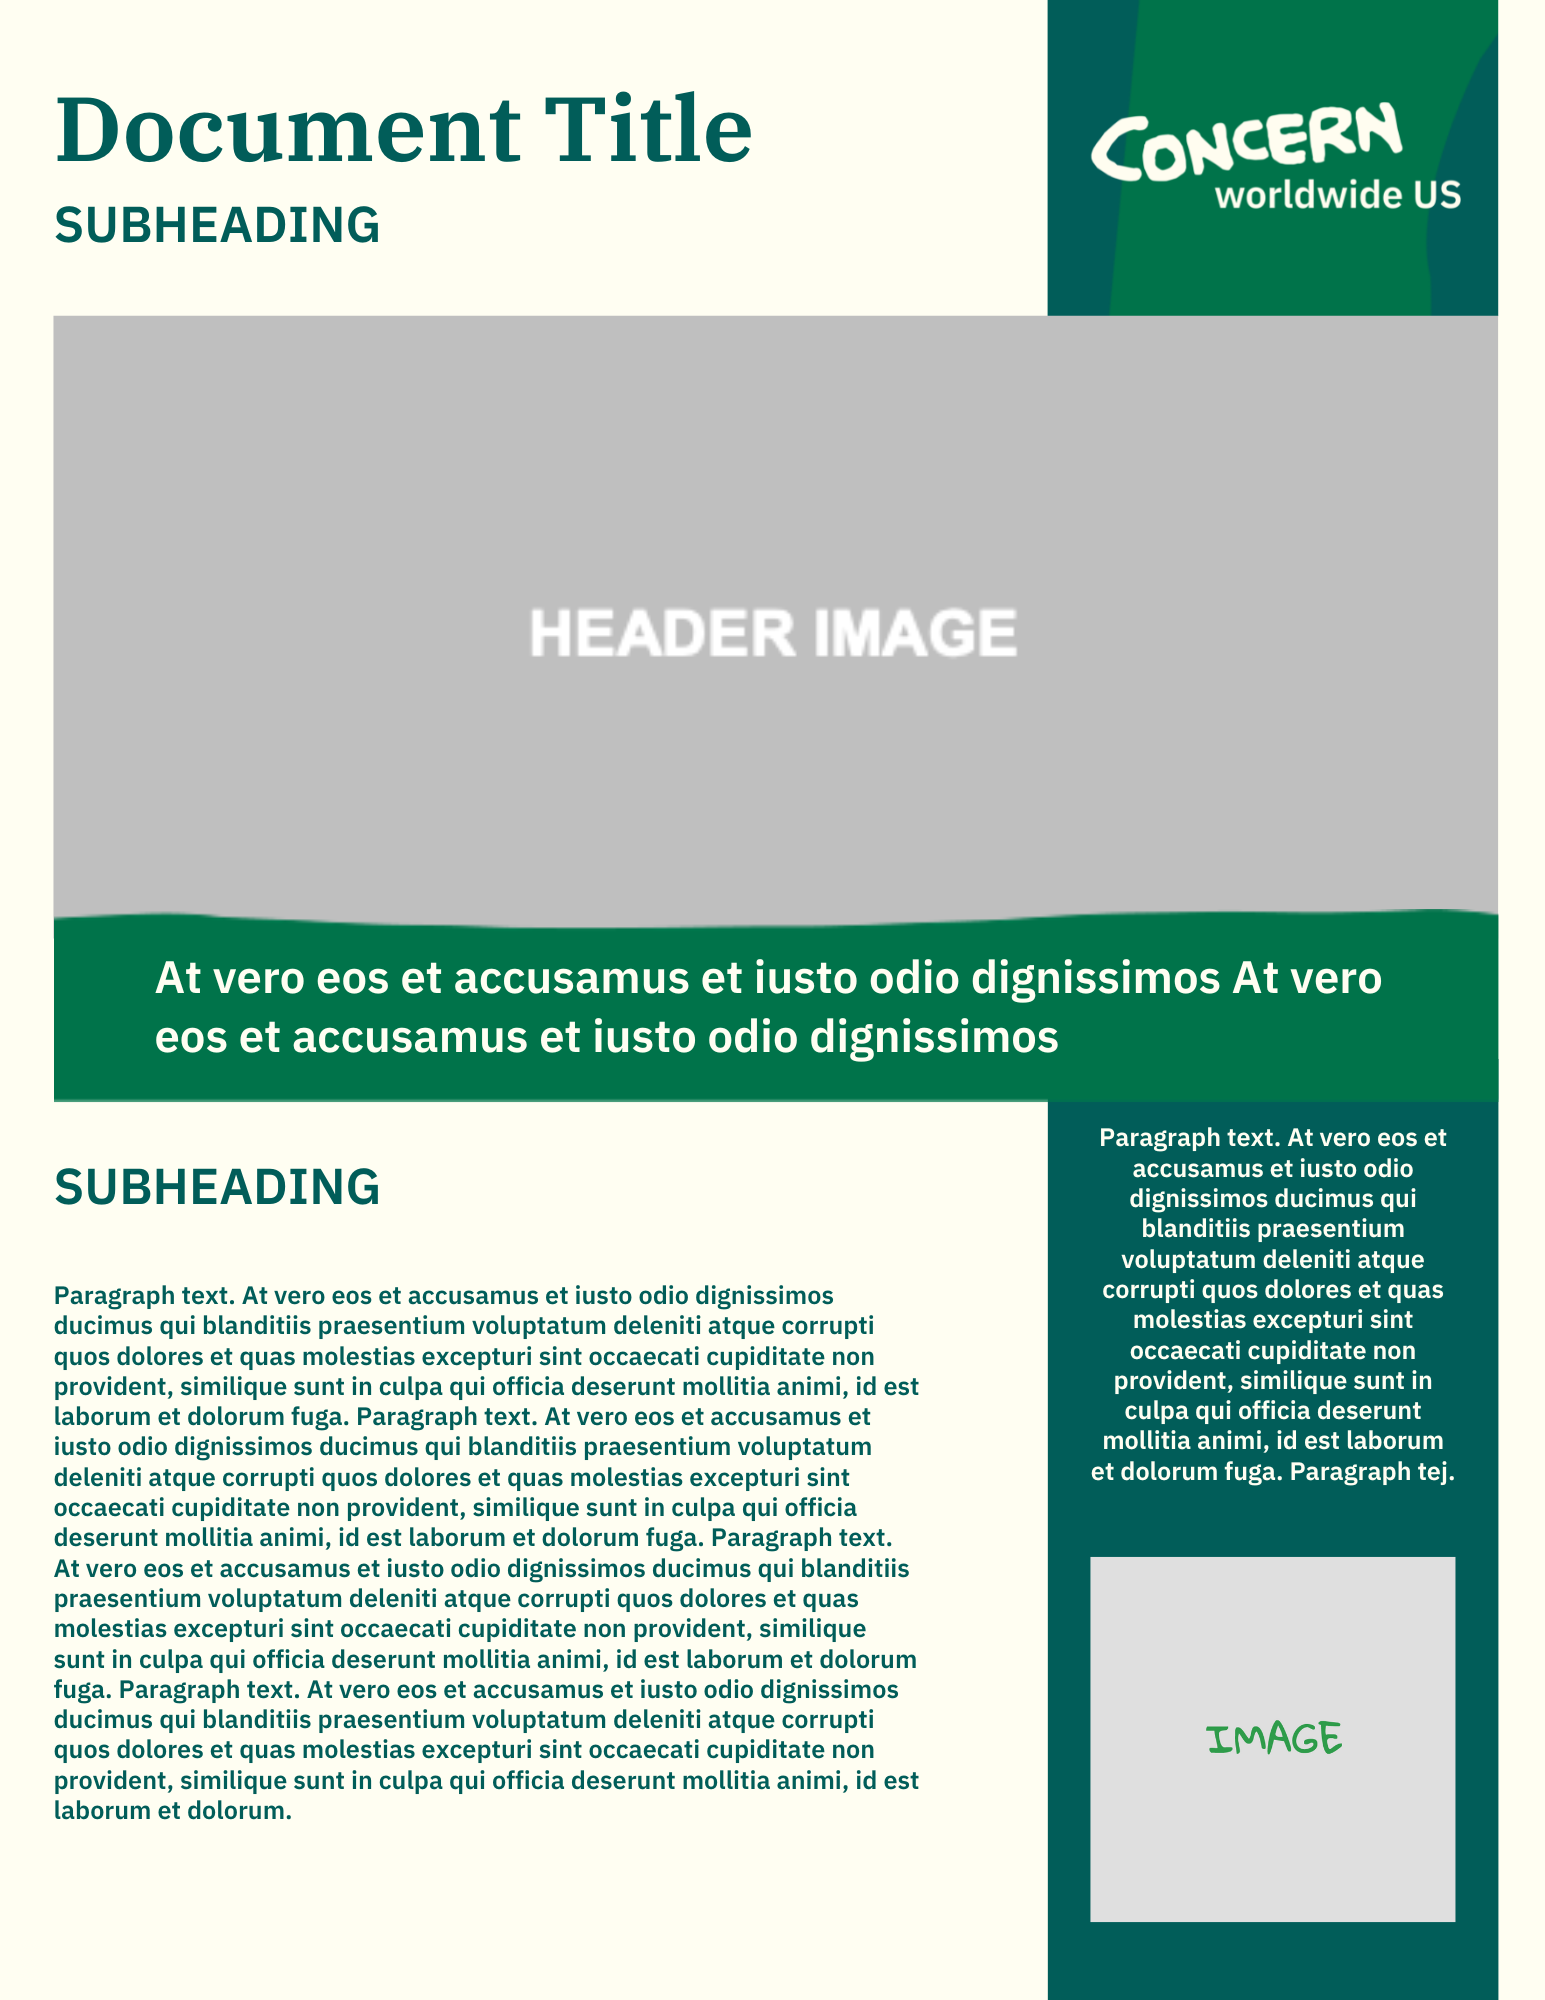 Document Title
SUBHEADING
CONCERN
worldwide US
HEADER IMAGE
At vero eos et accusamus et iusto odio dignissimos At vero
eos et accusamus et iusto odio dignissimos
SUBHEADING
Paragraph text. At vero eos et accusamus et iusto odio dignissimos
ducimus qui blanditiis praesentium voluptatum deleniti atque corrupti
quos dolores et quas molestias excepturi sint occaecati cupiditate non
provident, similique sunt in culpa qui officia deserunt mollitia animi, id est
laborum et dolorum fuga. Paragraph text. At vero eos et accusamus et
iusto odio dignissimos ducimus qui blanditiis praesentium voluptatum
deleniti atque corrupti quos dolores et quas molestias excepturi sint
occaecati cupiditate non provident, similique sunt in culpa qui officia
deserunt mollitia animi, id est laborum et dolorum fuga. Paragraph text.
At vero eos et accusamus et iusto odio dignissimos ducimus qui blanditiis
praesentium voluptatum deleniti atque corrupti quos dolores et quas
molestias excepturi sint occaecati cupiditate non provident, similique
sunt in culpa qui officia deserunt mollitia animi, id est laborum et dolorum
fuga. Paragraph text. At vero eos et accusamus et iusto odio dignissimos
ducimus qui blanditiis praesentium voluptatum deleniti atque corrupti
quos dolores et quas molestias excepturi sint occaecati cupiditate non
provident, similique sunt in culpa qui officia deserunt mollitia animi, id est
laborum et dolorum.
Paragraph text. At vero eos et
accusamus et iusto odio
dignissimos ducimus qui
blanditiis praesentium
voluptatum deleniti atque
corrupti quos dolores et quas
molestias excepturi sint
occaecati cupiditate non
provident, similique sunt in
culpa qui officia deserunt
mollitia animi, id est laborum
et dolorum fuga. Paragraph tej.
IMAGE